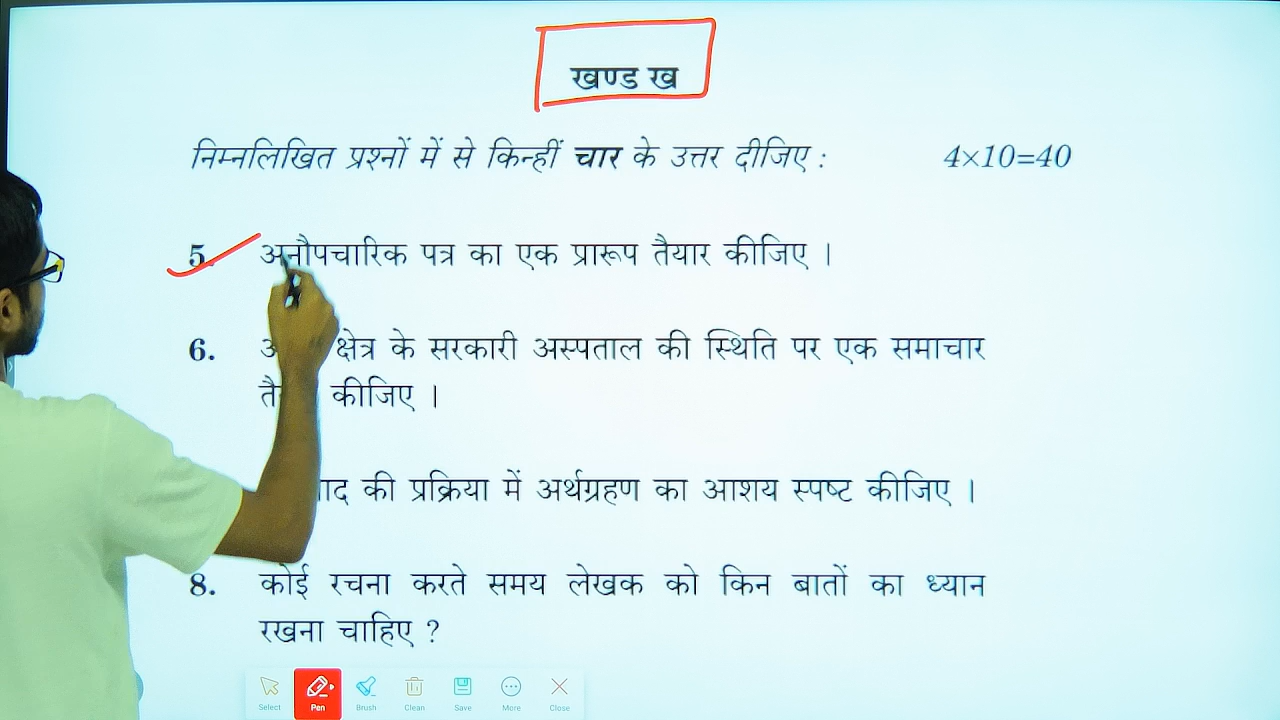 खण्ड ख
निम्नलिखित प्रश्नों में से किन्हीं चार के उत्तर दीजिए : 4×10=40
5. अनौपचारिक पत्र का एक प्रारूप तैयार कीजिए ।
6. क्षेत्र के सरकारी अस्पताल की स्थिति पर एक समाचार
कीजिए ।
की प्रक्रिया में अर्थग्रहण का आशय स्पष्ट कीजिए ।
8. कोई रचना करते समय लेखक को किन बातों का ध्यान
रखना चाहिए ?
Select Pen Brush Clean Save More Close